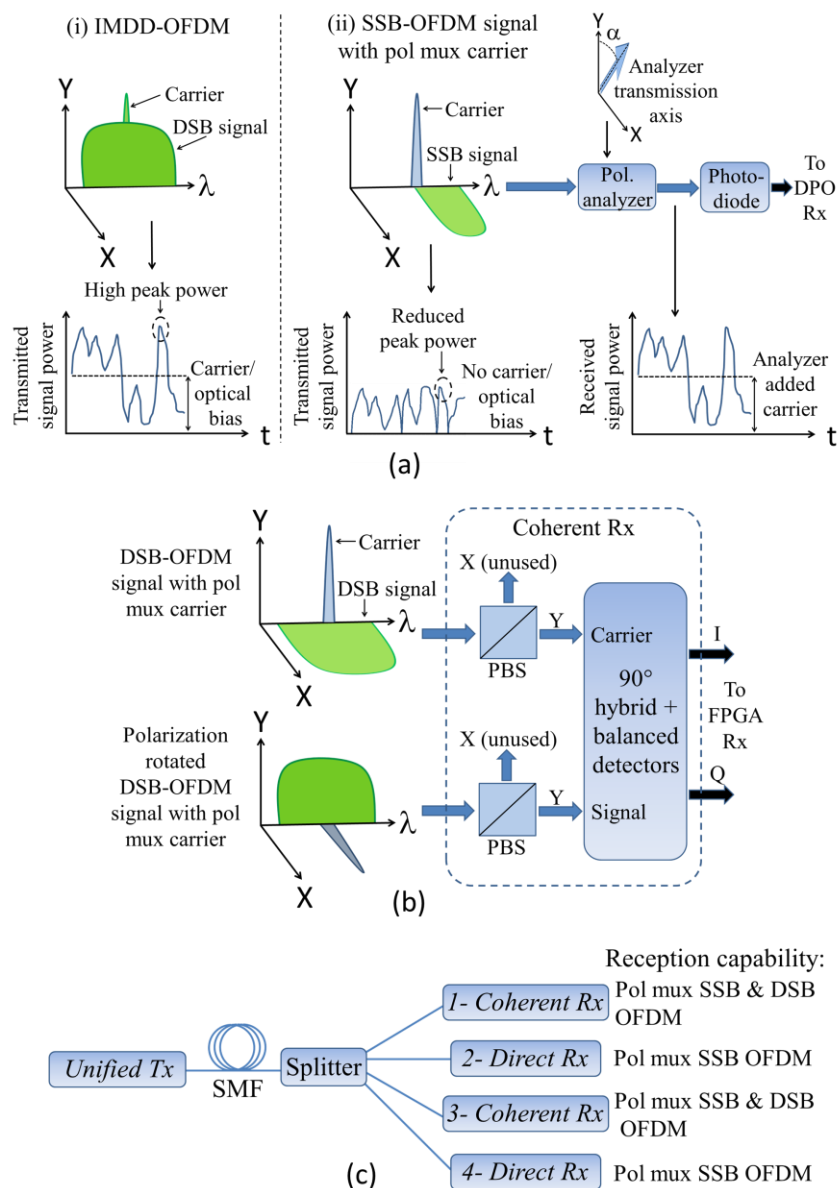 (i) IMDD-OFDM
Y
Carrier
DSB signal
λ
X
High peak power
Transmitted
signal power
Carrier/
optical
bias
t
(ii) SSB-OFDM signal
with pol mux carrier
Y
Carrier
SSB signal
λ
X
Y
α
Analyzer
transmission
axis
X
Pol.
analyzer
Photo-
diode
To
DPO
Rx
Reduced
peak power
Transmitted
signal power
No carrier/
optical
bias
t
Received
signal power
Analyzer
added
carrier
t
(a)
DSB-OFDM
signal with pol
mux carrier
Y
Carrier
DSB signal
λ
X
Coherent Rx
X (unused)
Y
PBS
Carrier
90°
hybrid +
balanced
detectors
Signal
I
To
FPGA
Rx
Q
Polarization
rotated
DSB-OFDM
signal with pol
mux carrier
Y
λ
X
X (unused)
Y
PBS
(b)
Reception capability:
Unified Tx
SMF
Splitter
1- Coherent Rx
Pol mux SSB & DSB
OFDM
2- Direct Rx
Pol mux SSB OFDM
3- Coherent Rx
Pol mux SSB & DSB
OFDM
4- Direct Rx
Pol mux SSB OFDM
(c)